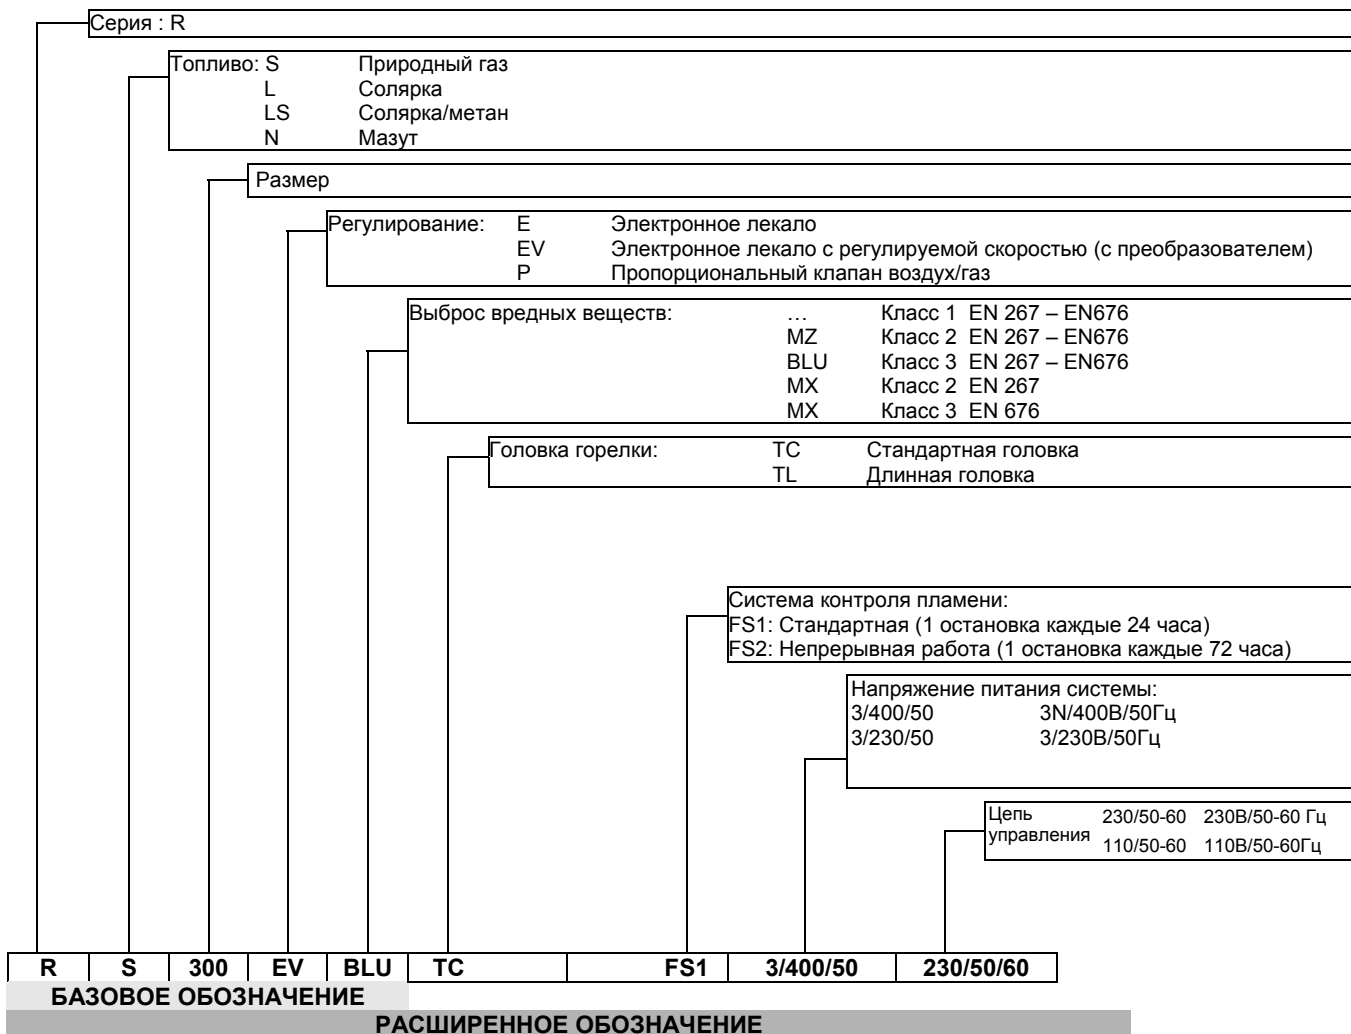 Серия : R
Топливо: S Природный газ
L Солярка
LS Солярка/метан
N Мазут
Размер
Регулирование: E Электронное лекало
EV Электронное лекало с регулируемой скоростью (с преобразователем)
P Пропорциональный клапан воздух/газ
Выброс вредных веществ: … Класс 1 EN 267 – EN676
MZ Класс 2 EN 267 – EN676
BLU Класс 3 EN 267 – EN676
MX Класс 2 EN 267
MX Класс 3 EN 676
Головка горелки: TC Стандартная головка
TL Длинная головка
Система контроля пламени:
FS1: Стандартная (1 остановка каждые 24 часа)
FS2: Непрерывная работа (1 остановка каждые 72 часа)
Напряжение питания системы:
3/400/50 3N/400В/50Гц
3/230/50 3/230В/50Гц
Цепь управления 230/50-60 230В/50-60 Гц
110/50-60 110В/50-60Гц
R S 300 EV BLU TC FS1 3/400/50 230/50/60
БАЗОВОЕ ОБОЗНАЧЕНИЕ
РАСШИРЕННОЕ ОБОЗНАЧЕНИЕ